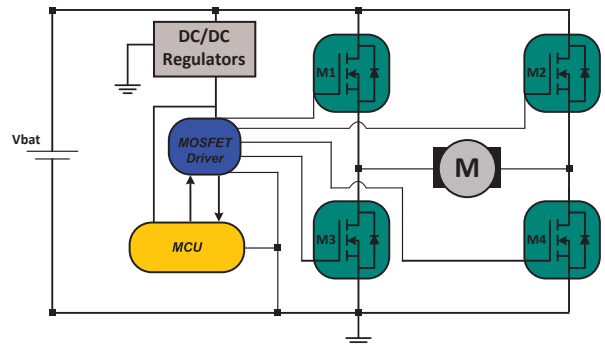 DC/DC
Regulators
M1
M2
Vbat
MOSFET
Driver
M
M3
M4
MCU